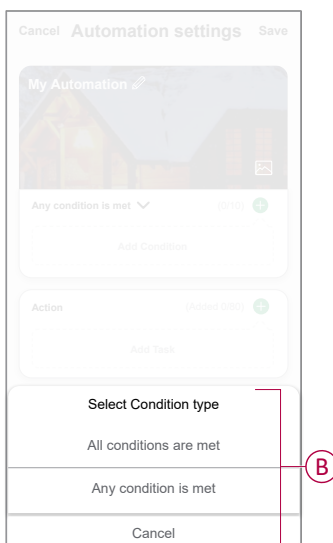 Cancel Automation settings Save
My Automation
Any condition is met (0/10)
Add Condition
Action (Added 0/20)
Add Task
Select Condition type
All conditions are met
Any condition is met
Cancel
B